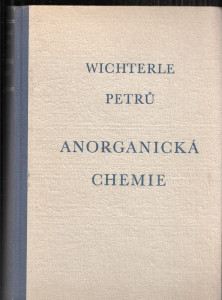 WICHTERLE
PETRŮ
ANORGANICKÁ
CHEMIE